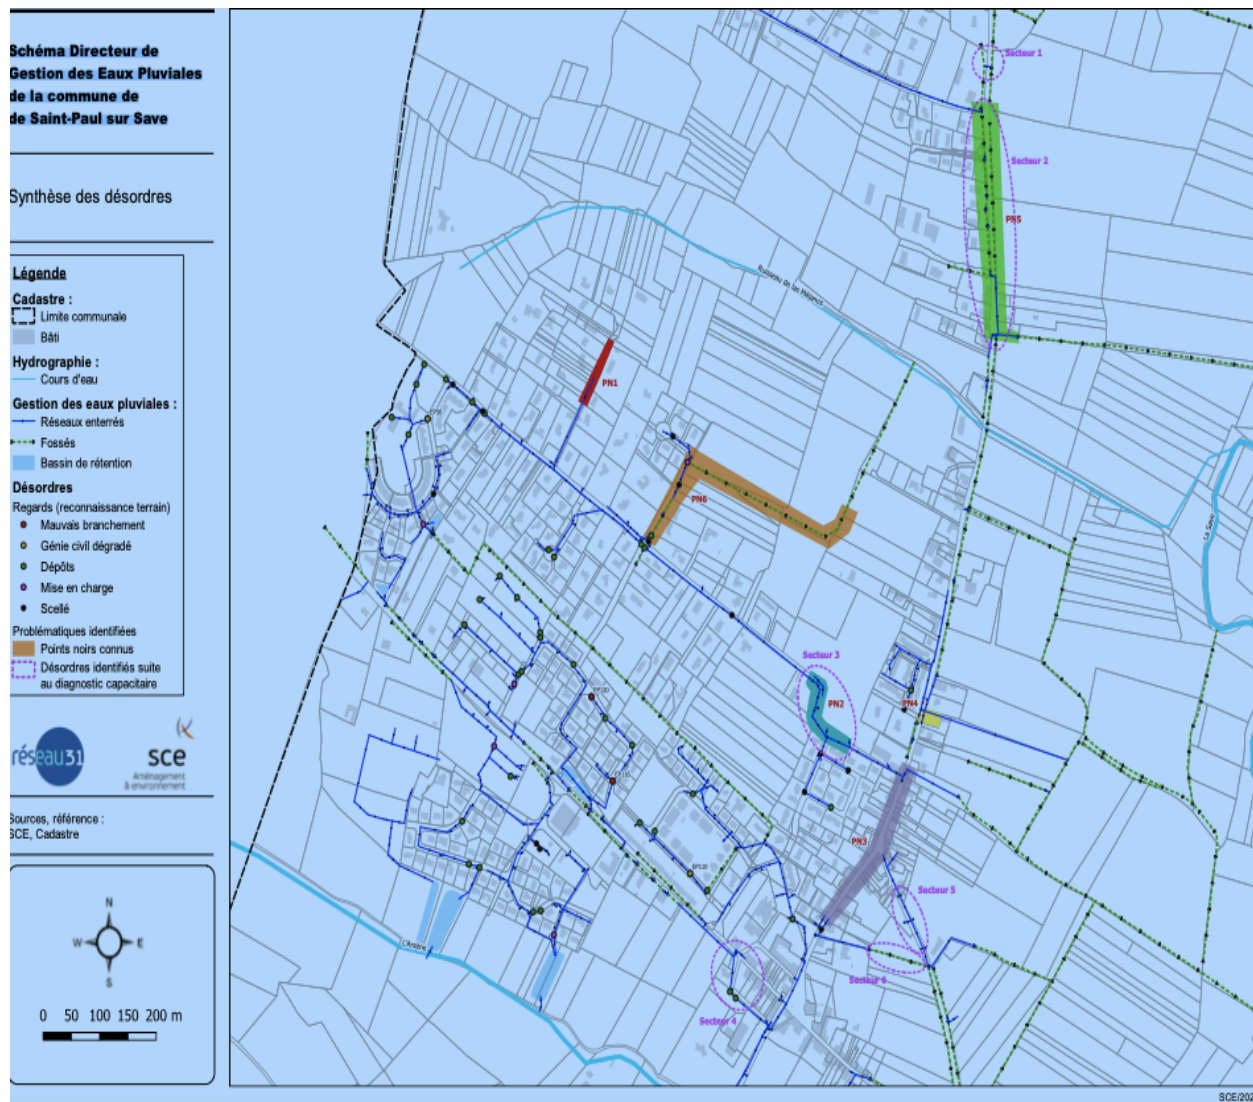 Schéma Directeur de
Gestion des Eaux Pluviales
de la commune de
de Saint-Paul sur Save
Synthèse des désordres
Légende
Cadastre :
Limite communale
Bâti
Hydrographie :
Cours d'eau
Gestion des eaux pluviales :
Réseaux enterrés
Fossés
Bassin de rétention
Désordres
Regards (reconnaissance terrain)
Mauvais branchement
Génie civil dégradé
Dépôts
Mise en charge
Scellé
Problématiques identifiées
Points noirs connus
Désordres identifiés suite
au diagnostic capacitaire
réseau31
sce
Aménagement
& environnement
Sources, référence :
SCE, Cadastre
N
W E
S
0 50 100 150 200 m
Secteur 1
Secteur 2
PN5
PN1
PN6
La Save
Secteur 3
PN2
PN4
PN3
Secteur 5
Secteur 6
Secteur 4
SCE/202